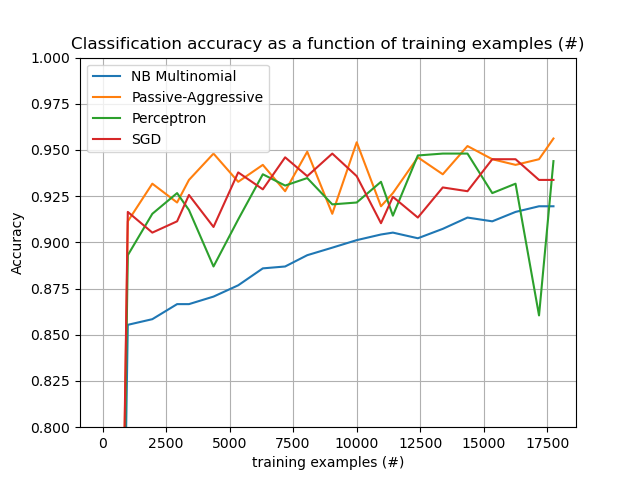 Classification accuracy as a function of training examples (#)
1.000
0.975
0.950
0.925
0.900
0.875
0.850
0.825
0.800
Accuracy
NB Multinomial
Passive-Aggressive
Perceptron
SGD
0 2500 5000 7500 10000 12500 15000 17500
training examples (#)